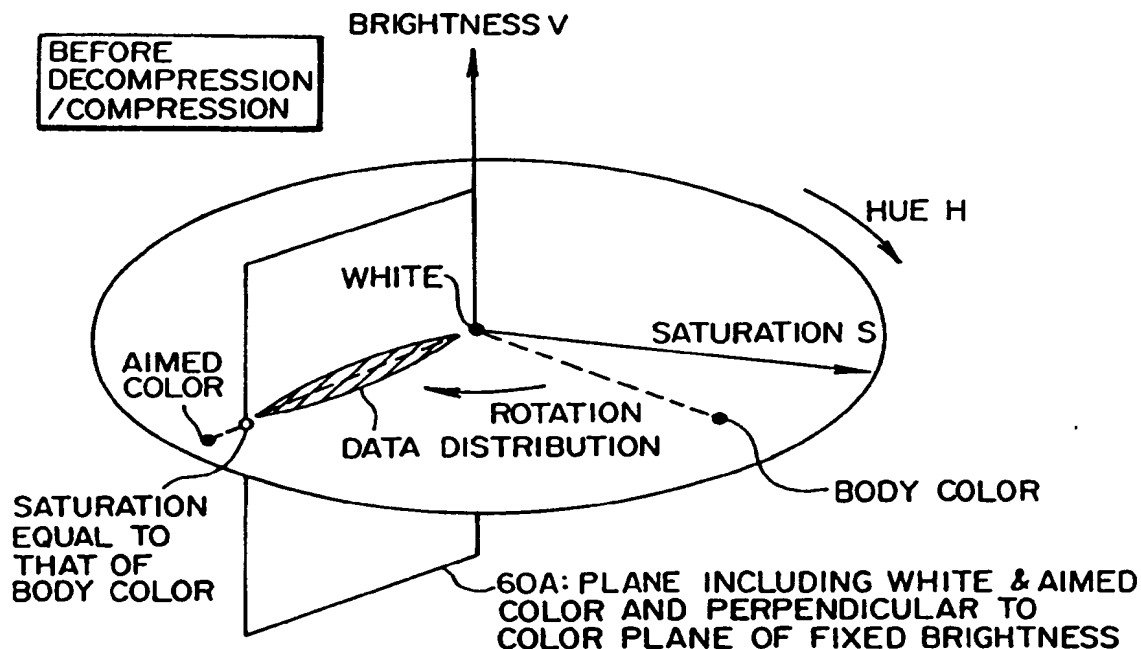 BRIGHTNESS V
BEFORE
DECOMPRESSION
/COMPRESSION
HUE H
WHITE
SATURATION S
AIMED
COLOR
ROTATION
DATA DISTRIBUTION
BODY COLOR
SATURATION
EQUAL TO
THAT OF
BODY COLOR
60A: PLANE INCLUDING WHITE & AIMED
COLOR AND PERPENDICULAR TO
COLOR PLANE OF FIXED BRIGHTNESS